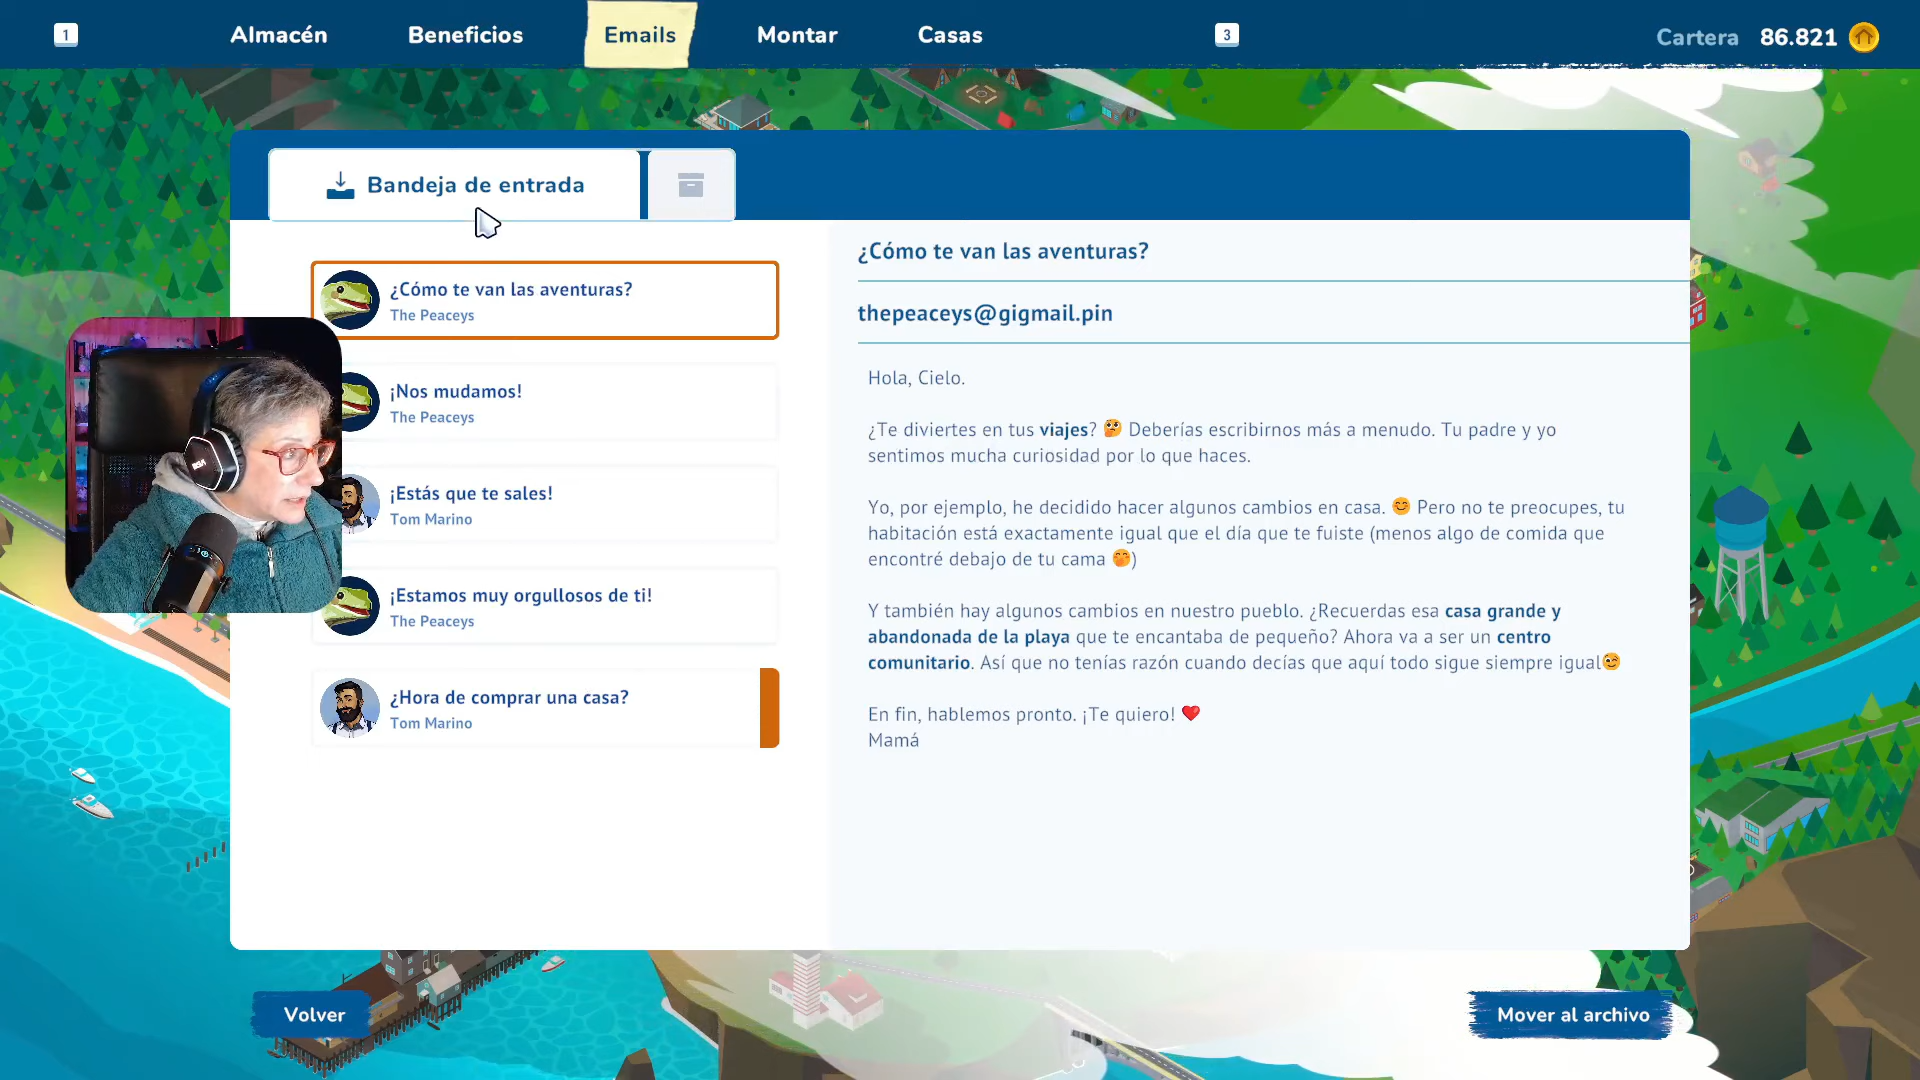 1
Almacén
Beneficios
Emails
Montar
Casas
3
Cartera 86.821
Bandeja de entrada
¿Cómo te van las aventuras?
The Peaceys
¡Nos mudamos!
The Peaceys
¡Estás que te sales!
Tom Marino
¡Estamos muy orgullosos de ti!
The Peaceys
¿Hora de comprar una casa?
Tom Marino
¿Cómo te van las aventuras?
thepeaceys@gigmail.pin
Hola, Cielo.
¿Te diviertes en tus viajes? 🤔 Deberías escribirnos más a menudo. Tu padre y yo
sentimos mucha curiosidad por lo que haces.
Yo, por ejemplo, he decidido hacer algunos cambios en casa. 😊 Pero no te preocupes, tu
habitación está exactamente igual que el día que te fuiste (menos algo de comida que
encontré debajo de tu cama 🤭)
Y también hay algunos cambios en nuestro pueblo. ¿Recuerdas esa casa grande y
abandonada de la playa que te encantaba de pequeño? Ahora va a ser un centro
comunitario. Así que no tenías razón cuando decías que aquí todo sigue siempre igual😉
En fin, hablemos pronto. ¡Te quiero! ❤️
Mamá
Volver
Mover al archivo